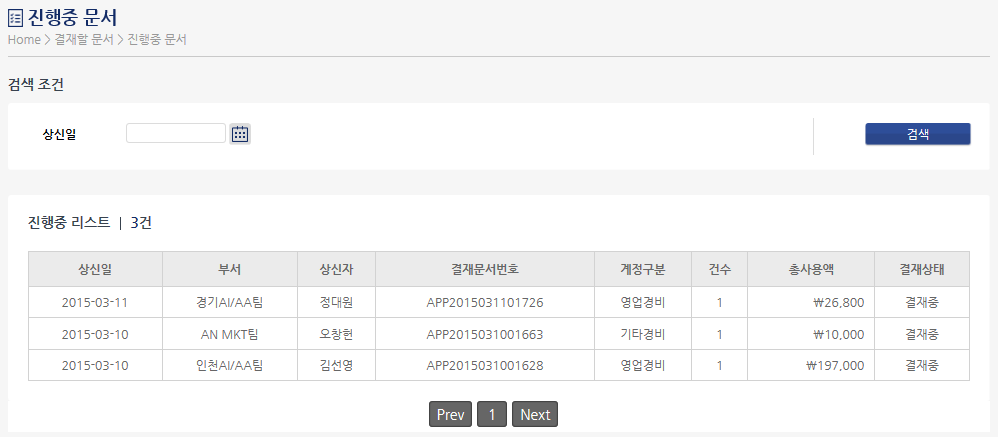 진행중 문서
Home > 결재할 문서 > 진행중 문서
검색 조건
상신일 검색
진행중 리스트 | 3건
상신일 부서 상신자 결재문서번호 계정구분 건수 총사용액 결재상태
2015-03-11 경기AI/AA팀 정대원 APP2015031101726 영업경비 1 ₩26,800 결재중
2015-03-10 AN MKT팀 오창헌 APP2015031001663 기타경비 1 ₩10,000 결재중
2015-03-10 인천AI/AA팀 김선영 APP2015031001628 영업경비 1 ₩197,000 결재중
Prev 1 Next